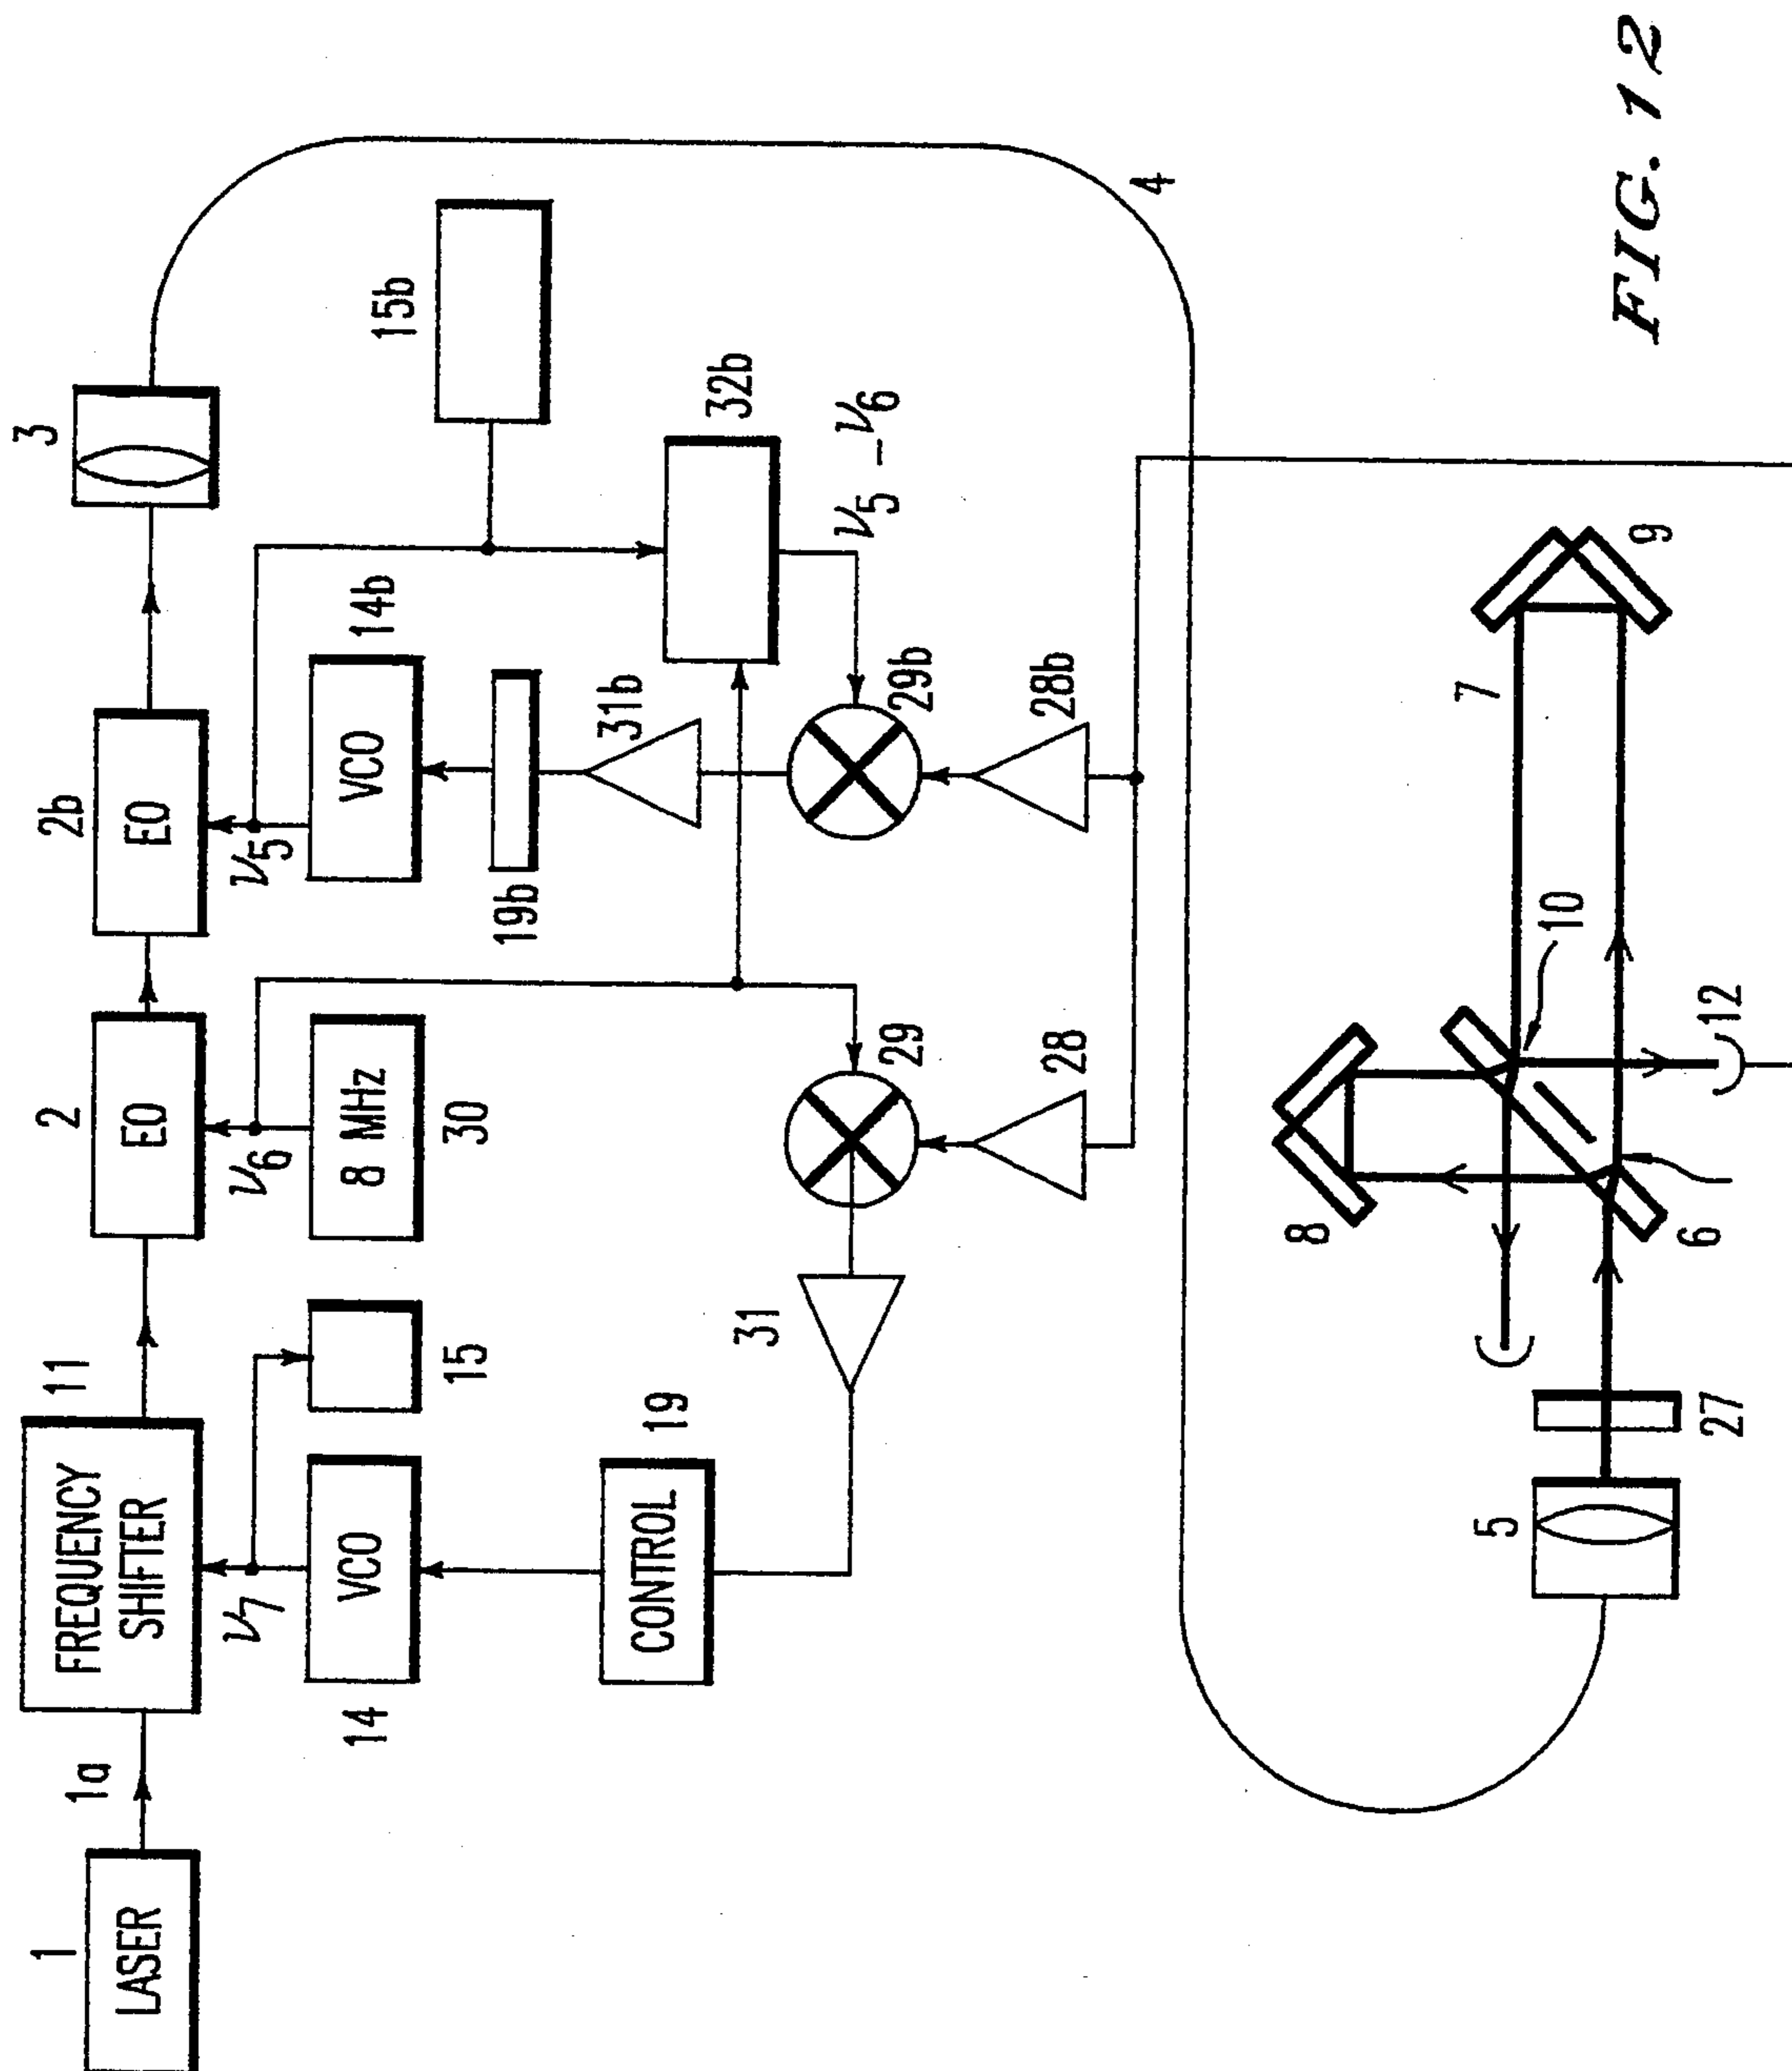 1
1a
11
2
2b
3
LASER
FREQUENCY
SHIFTER
EO
EO
ν7
ν6
ν5
14
VCO
15
8 MHz
30
VCO
14b
15b
19b
31b
CONTROL
19
32b
31
ν5 - ν6
29
29b
28
28b
4
8
7
5
10
9
27
6
12
FIG. 12